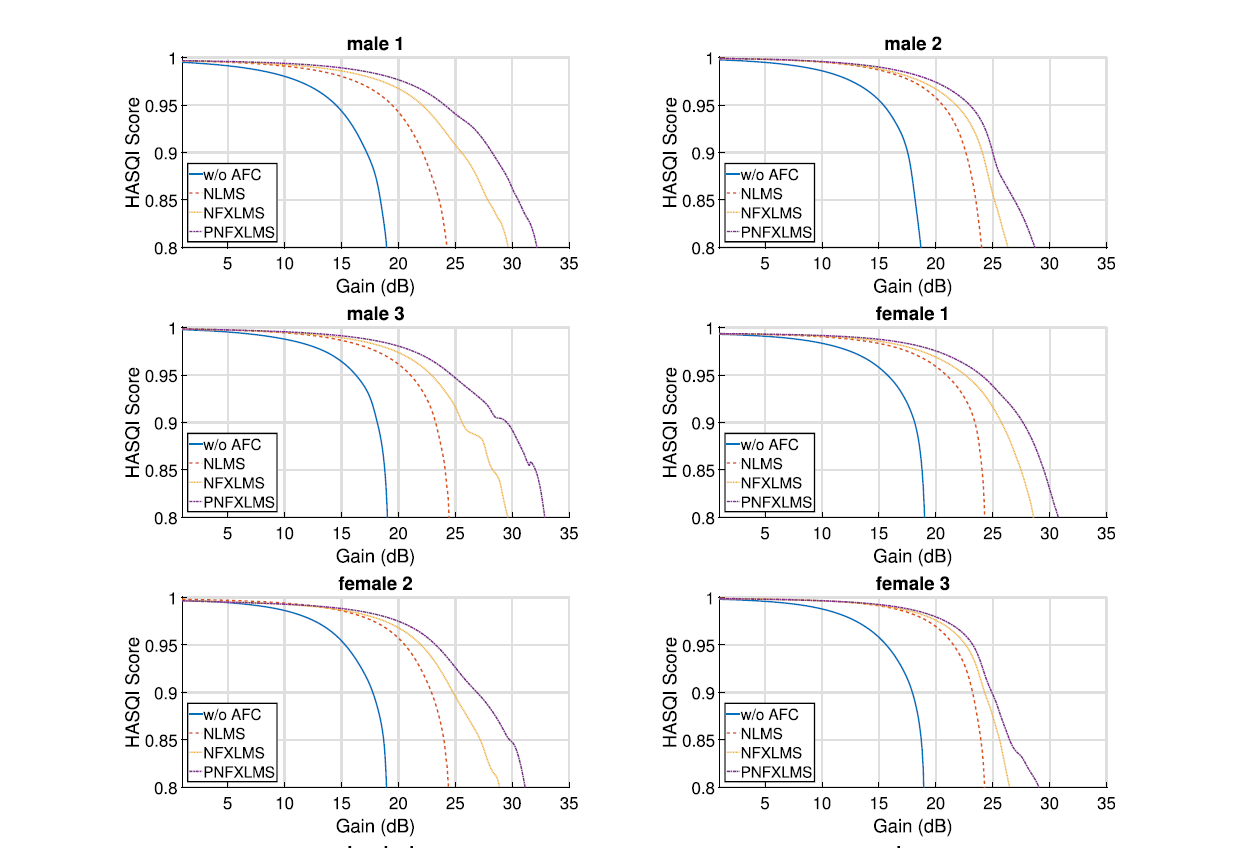 male 1
HASQI Score
1
0.95
0.9
0.85
0.8
w/o AFC
NLMS
NFXLMS
PNFXLMS
5 10 15 20 25 30 35
Gain (dB)
male 2
HASQI Score
1
0.95
0.9
0.85
0.8
w/o AFC
NLMS
NFXLMS
PNFXLMS
5 10 15 20 25 30 35
Gain (dB)
male 3
HASQI Score
1
0.95
0.9
0.85
0.8
w/o AFC
NLMS
NFXLMS
PNFXLMS
5 10 15 20 25 30 35
Gain (dB)
female 1
HASQI Score
1
0.95
0.9
0.85
0.8
w/o AFC
NLMS
NFXLMS
PNFXLMS
5 10 15 20 25 30 35
Gain (dB)
female 2
HASQI Score
1
0.95
0.9
0.85
0.8
w/o AFC
NLMS
NFXLMS
PNFXLMS
5 10 15 20 25 30 35
Gain (dB)
female 3
HASQI Score
1
0.95
0.9
0.85
0.8
w/o AFC
NLMS
NFXLMS
PNFXLMS
5 10 15 20 25 30 35
Gain (dB)